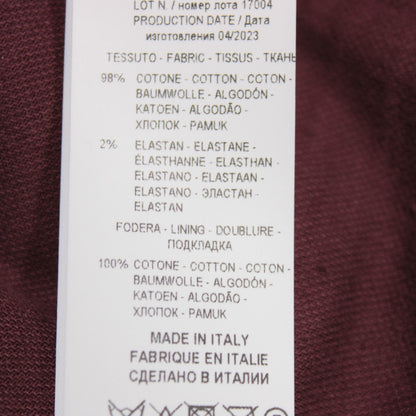 LOT N. / номер лота 17004
PRODUCTION DATE / Дата
изготовления 04/2023
TESSUTO - FABRIC - TISSUS - ТКАНЬ
98% COTONE - COTTON - COTON -
BAUMWOLLE - ALGODÓN -
KATOEN - ALGODÃO -
ХЛОПОК - PAMUK
2% ELASTAN - ELASTANE -
ÉLASTHANNE - ELASTHAN -
ELASTANO - ELASTAAN -
ELASTANO - ЭЛАСТАН -
ELASTAN
FODERA - LINING - DOUBLURE -
ПОДКЛАДКА
100% COTONE - COTTON - COTON -
BAUMWOLLE - ALGODÓN -
KATOEN - ALGODÃO -
ХЛОПОК - PAMUK
MADE IN ITALY
FABRIQUE EN ITALIE
СДЕЛАНО В ИТАЛИИ